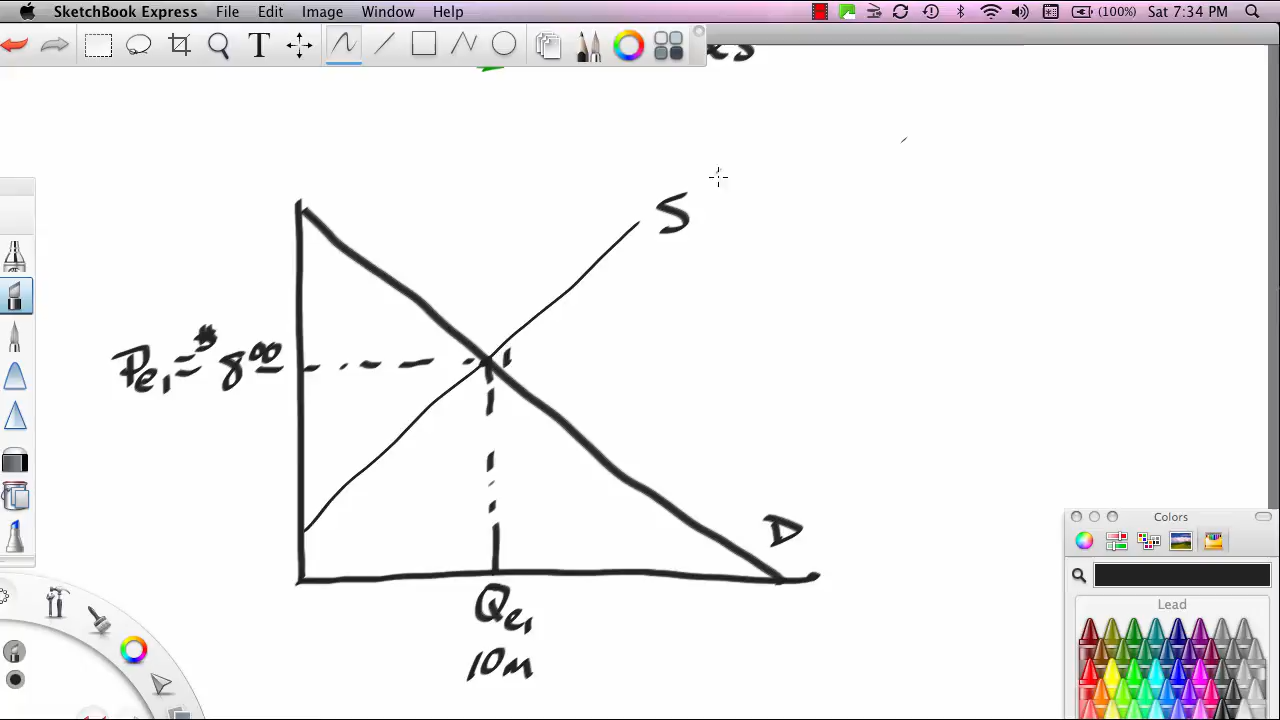 SketchBook Express File Edit Image Window Help (100%) Sat 7:34 PM
T
es
S
Pe1 = $8.00
D
Colors
Lead
Qe1
10m